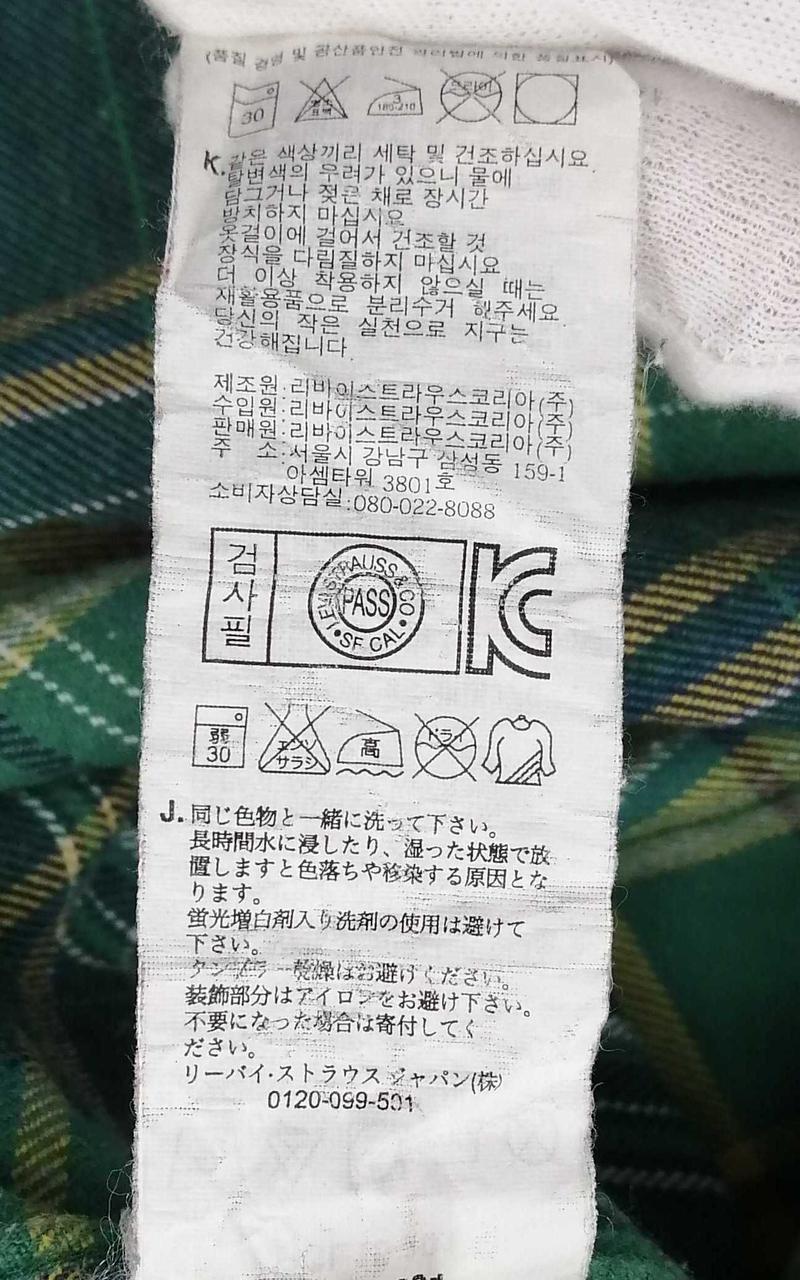 (품질 경영 및 공산품안전 관리법에 의한 품질표시)
30
표백
3
180-210
드라이
K.
같은 색상끼리 세탁 및 건조하십시요
탈변색의 우려가 있으니 물에
담그거나 젖은 채로 장시간
방치하지 마십시요
옷걸이에 걸어서 건조할 것
장식을 다림질하지 마십시요
더 이상 착용하지 않으실 때는
재활용품으로 분리수거 해주세요.
당신의 작은 실천으로 지구는
건강해집니다.
제조원:리바이스트라우스코리아(주)
수입원:리바이스트라우스코리아(주)
판매원:리바이스트라우스코리아(주)
주 소:서울시 강남구 삼성동 159-1
아셈타워 3801호
소비자상담실:080-022-8088
검사필
LEVI STRAUSS & CO
PASS
•SF CAL•
KC
弱
30
エンソ
サラシ
高
ドライ
J.
同じ色物と一緒に洗って下さい。
長時間水に浸したり、湿った状態で放
置しますと色落ちや移染する原因とな
ります。
蛍光増白剤入り洗剤の使用は避けて
下さい。
タンブラー乾燥はお避けください。
装飾部分はアイロンをお避け下さい。
不要になった場合は寄付してく
ださい。
リーバイ・ストラウス ジャパン(株)
0120-099-501